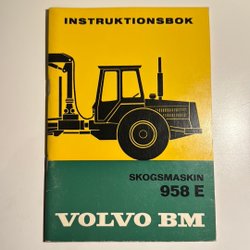 INSTRUKTIONSBOK
SKOGSMASKIN
958 E
VOLVO BM